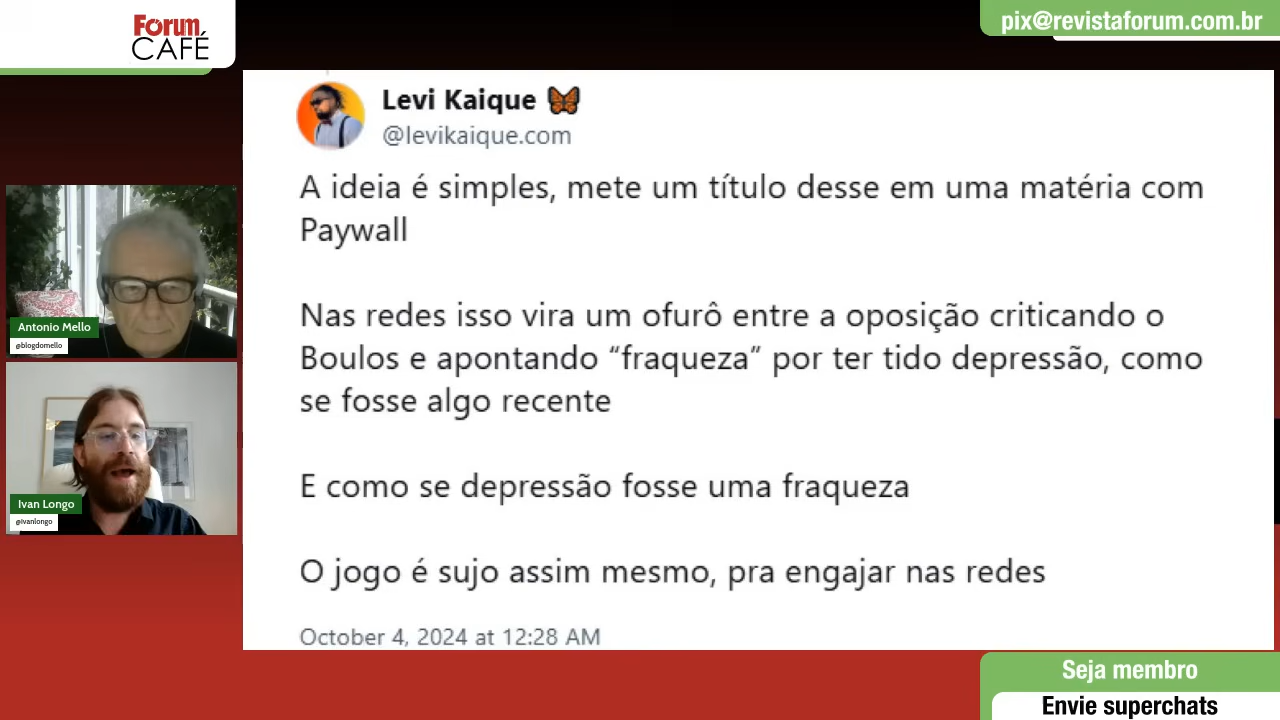 Forum
CAFÉ
pix@revistaforum.com.br
Levi Kaique
@levikaique.com
A ideia é simples, mete um título desse em uma matéria com
Paywall
Nas redes isso vira um ofurô entre a oposição criticando o
Boulos e apontando “fraqueza” por ter tido depressão, como
se fosse algo recente
E como se depressão fosse uma fraqueza
O jogo é sujo assim mesmo, pra engajar nas redes
October 4, 2024 at 12:28 AM
Antonio Mello
@blogdomello
Ivan Longo
@ivanlongo
Seja membro
Envie superchats